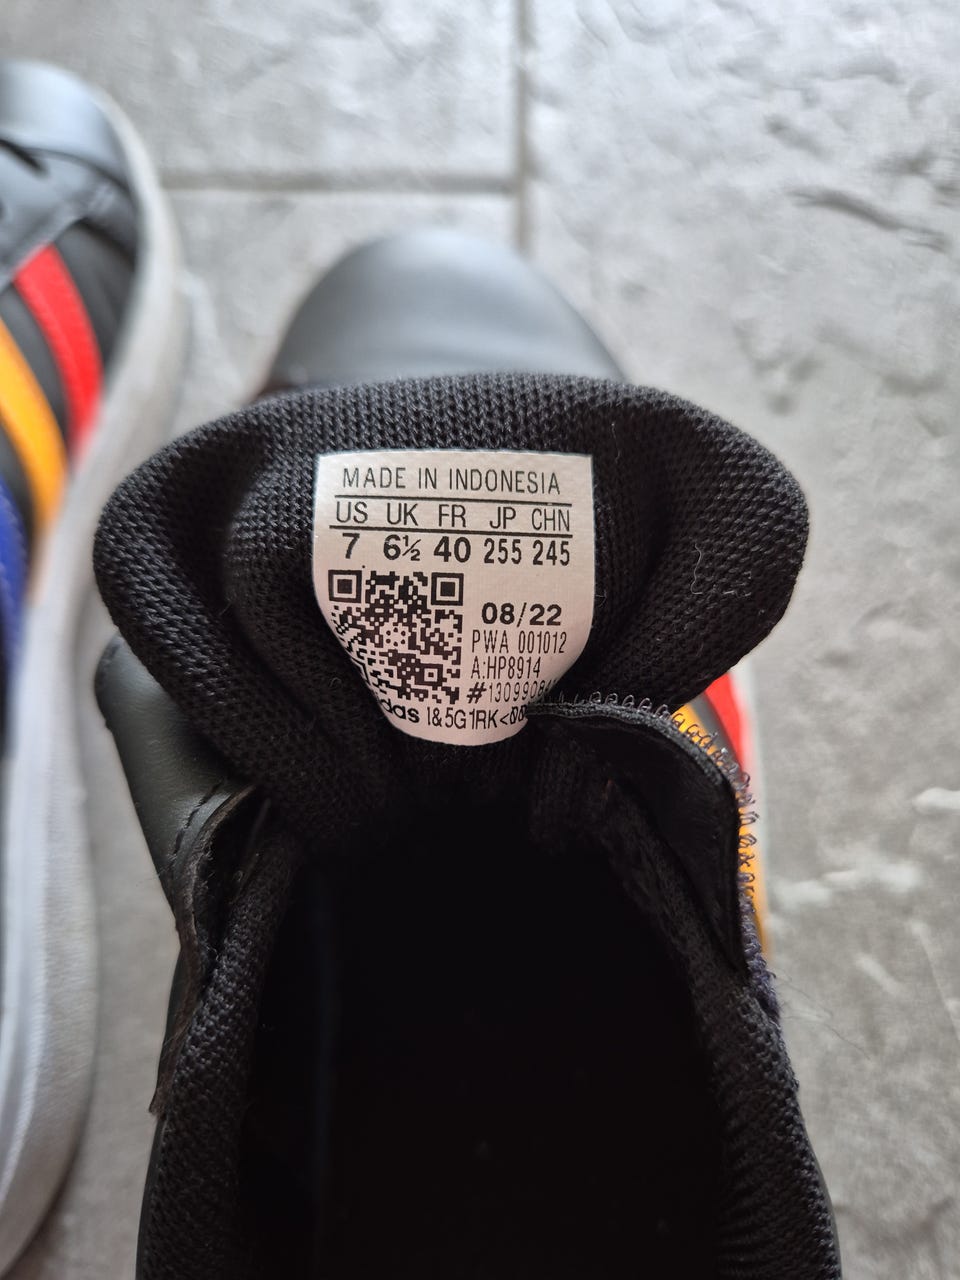 MADE IN INDONESIA
US UK FR JP CHN
7 6½ 40 255 245
08/22
PWA 001012
A:HP8914